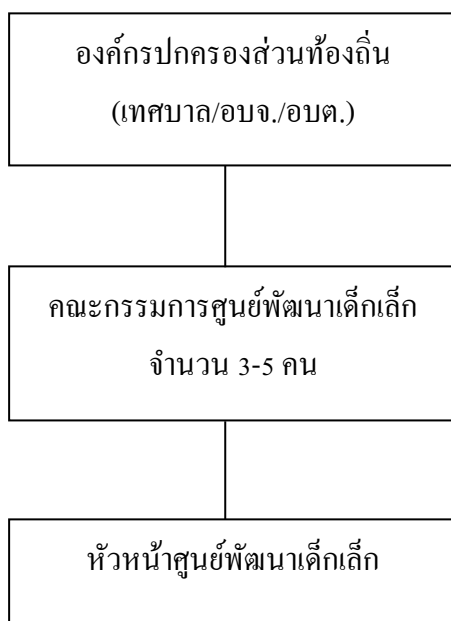 องค์กรปกครองส่วนท้องถิ่น
(เทศบาล/อบจ./อบต.)
คณะกรรมการศูนย์พัฒนาเด็กเล็ก
จำนวน 3-5 คน
หัวหน้าศูนย์พัฒนาเด็กเล็ก